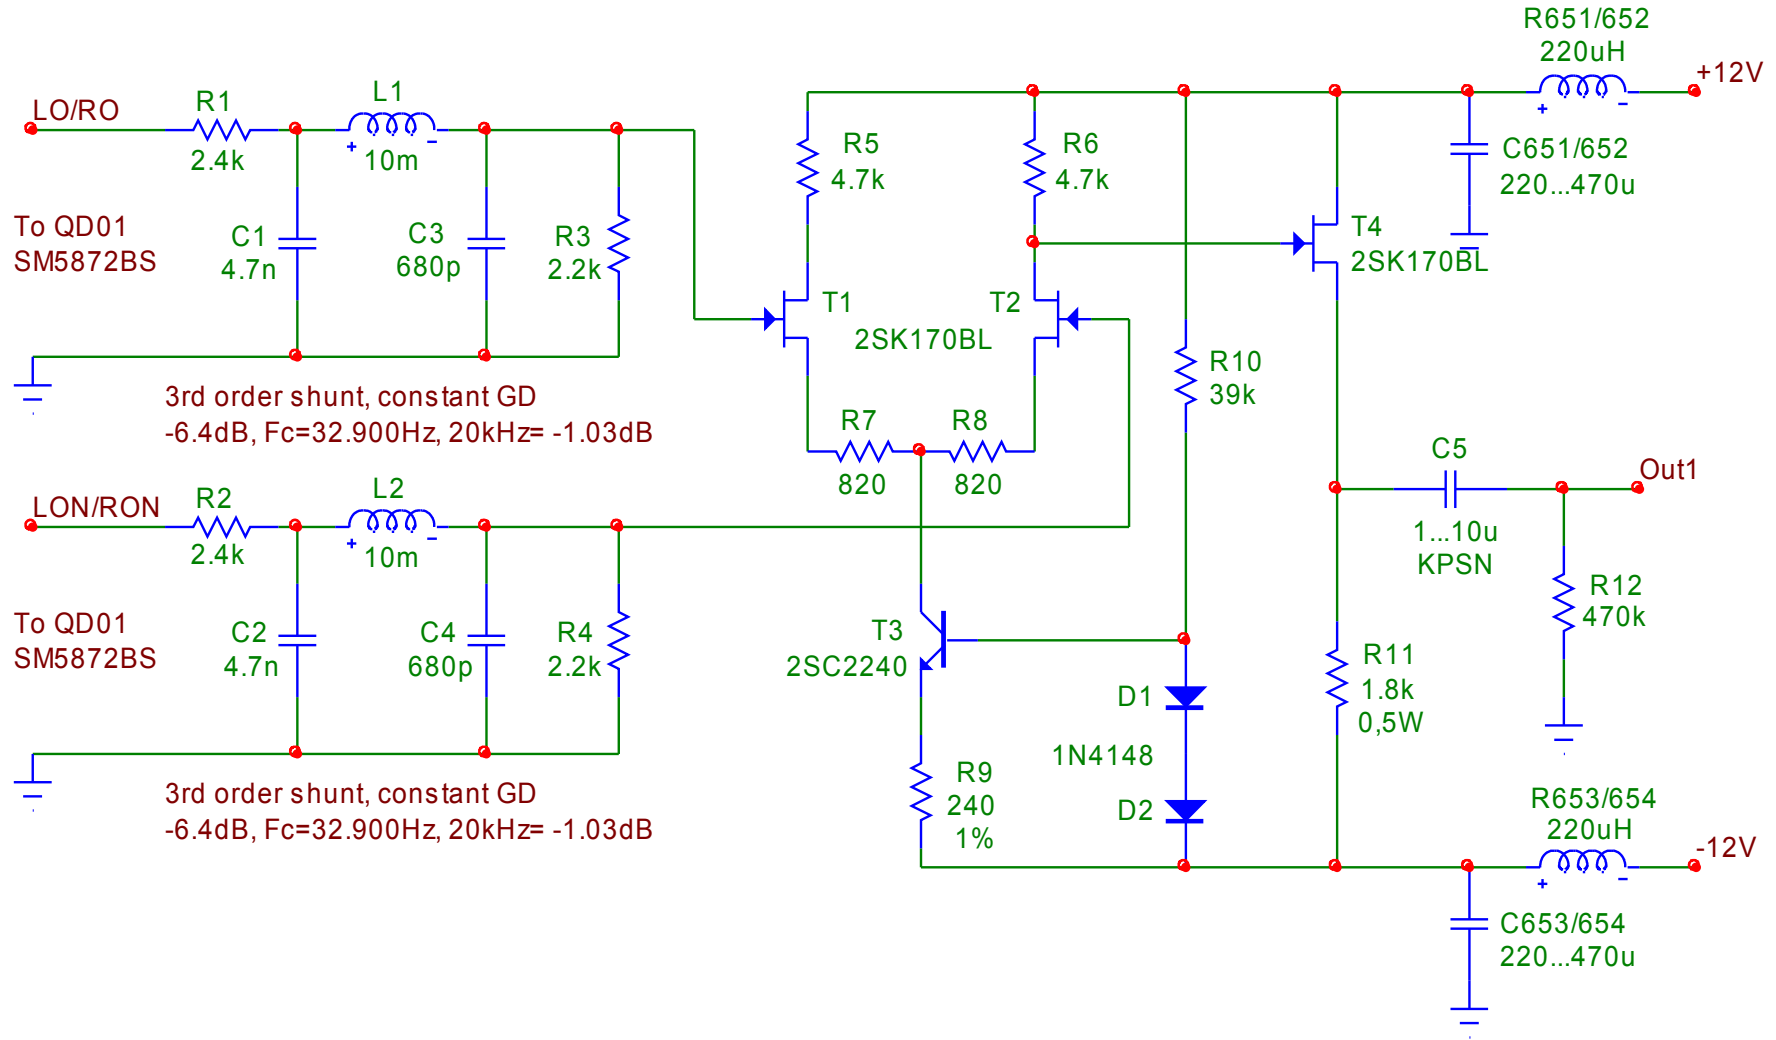 R651/652
220uH
+12V
LO/RO
R1
2.4k
L1
10m
C1
4.7n
C3
680p
R3
2.2k
To QD01
SM5872BS
3rd order shunt, constant GD
-6.4dB, Fc=32.900Hz, 20kHz= -1.03dB
R5
4.7k
R6
4.7k
C651/652
220...470u
T4
2SK170BL
T1
T2
2SK170BL
R10
39k
R7
820
R8
820
C5
1...10u
KPSN
Out1
R12
470k
LON/RON
R2
2.4k
L2
10m
To QD01
SM5872BS
C2
4.7n
C4
680p
R4
2.2k
3rd order shunt, constant GD
-6.4dB, Fc=32.900Hz, 20kHz= -1.03dB
T3
2SC2240
D1
1N4148
D2
R9
240
1%
R11
1.8k
0,5W
R653/654
220uH
-12V
C653/654
220...470u